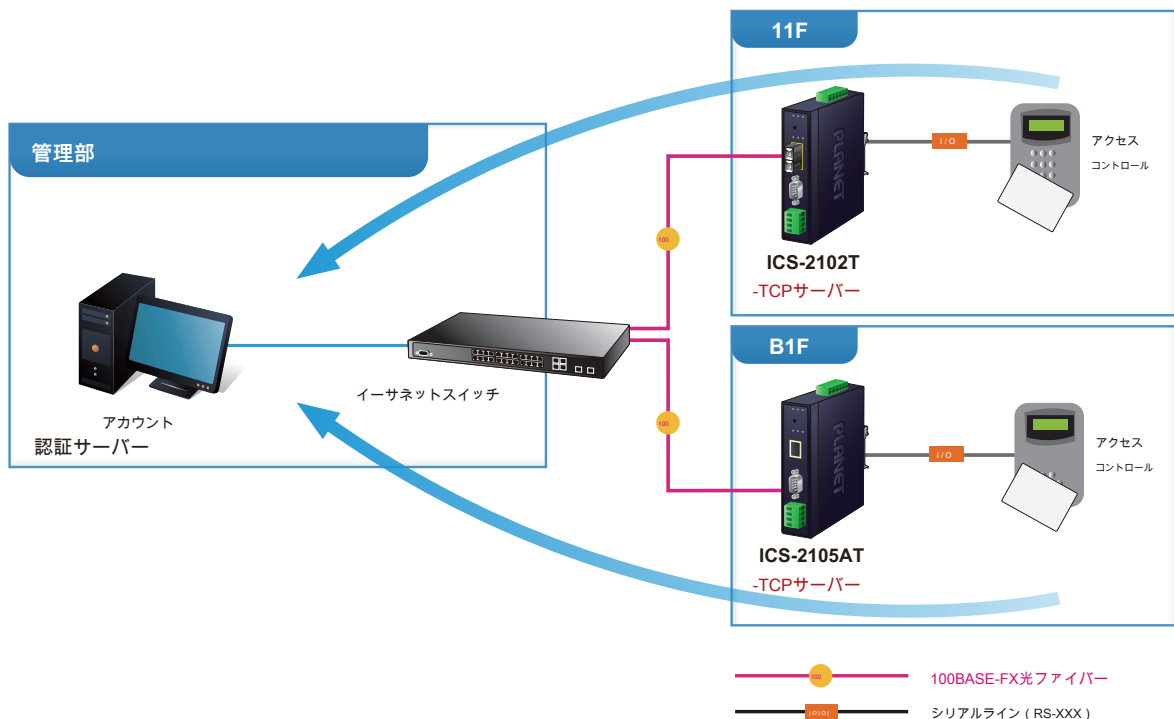 11F
管理部
PLANET
I / O
アクセス
コントロール
100
ICS-2102T
-TCPサーバー
B1F
イーサネットスイッチ
アカウント
認証サーバー
100
PLANET
I / O
アクセス
コントロール
ICS-2105AT
-TCPサーバー
100
100BASE-FX光ファイバー
I O I O I
シリアルライン ( RS-XXX )